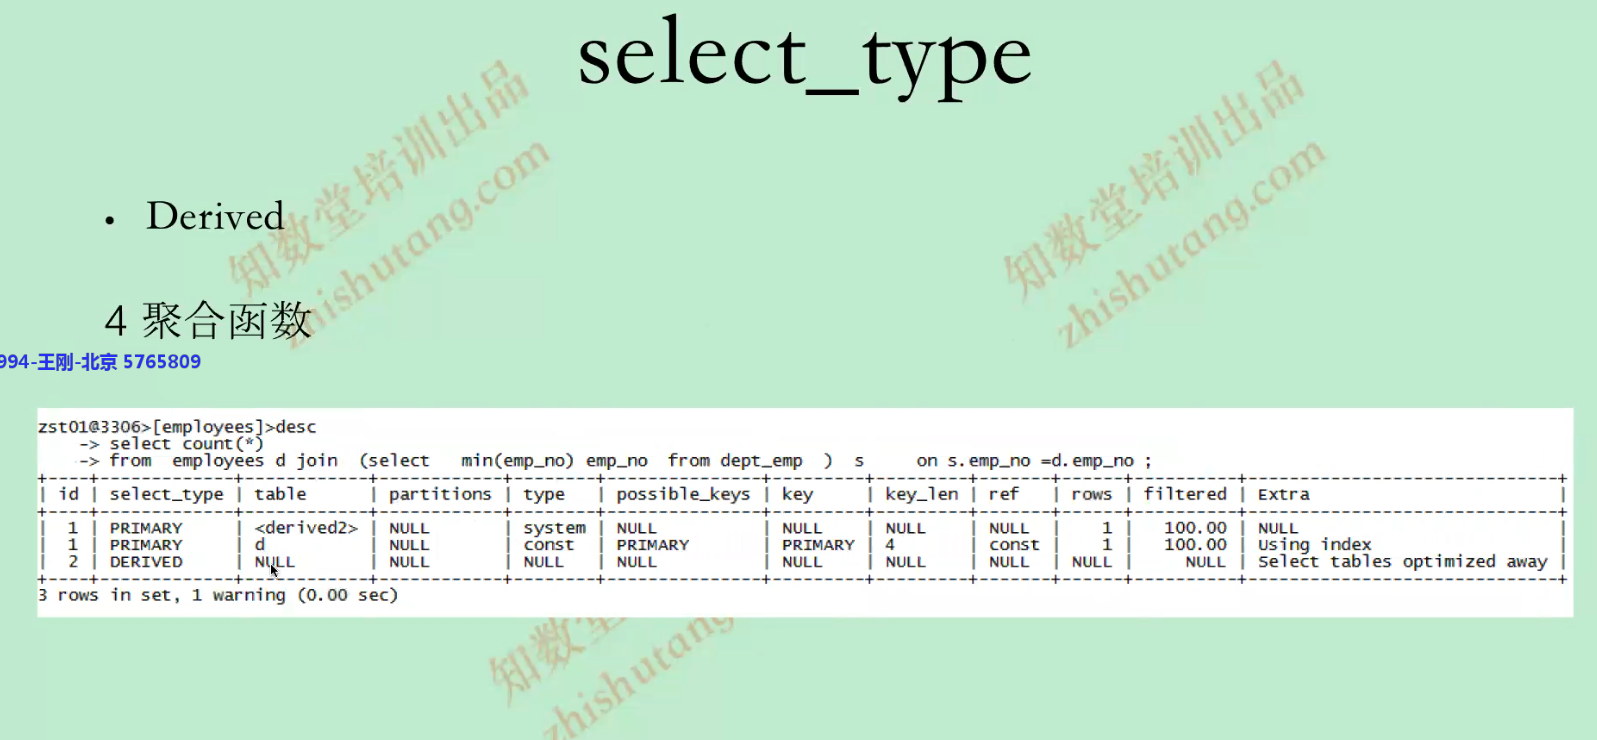 select_type
知数堂培训出品
zhishutang.com
知数堂培训出品
zhishutang.com
• Derived
4 聚合函数
994-王刚-北京 5765809
zst01@3306>[employees]>desc
    -> select count(*)
    -> from  employees d join  (select   min(emp_no) emp_no  from dept_emp  )  s     on s.emp_no =d.emp_no ;
| id | select_type | table      | partitions | type   | possible_keys | key     | key_len | ref   | rows | filtered | Extra                        |
|  1 | PRIMARY     | <derived2> | NULL       | system | NULL          | NULL    | NULL    | NULL  |    1 |   100.00 | NULL                         |
|  1 | PRIMARY     | d          | NULL       | const  | PRIMARY       | PRIMARY | 4       | const |    1 |   100.00 | Using index                  |
|  2 | DERIVED     | NULL       | NULL       | NULL   | NULL          | NULL    | NULL    | NULL  | NULL |     NULL | Select tables optimized away |
3 rows in set, 1 warning (0.00 sec)
知数堂
zhishutang